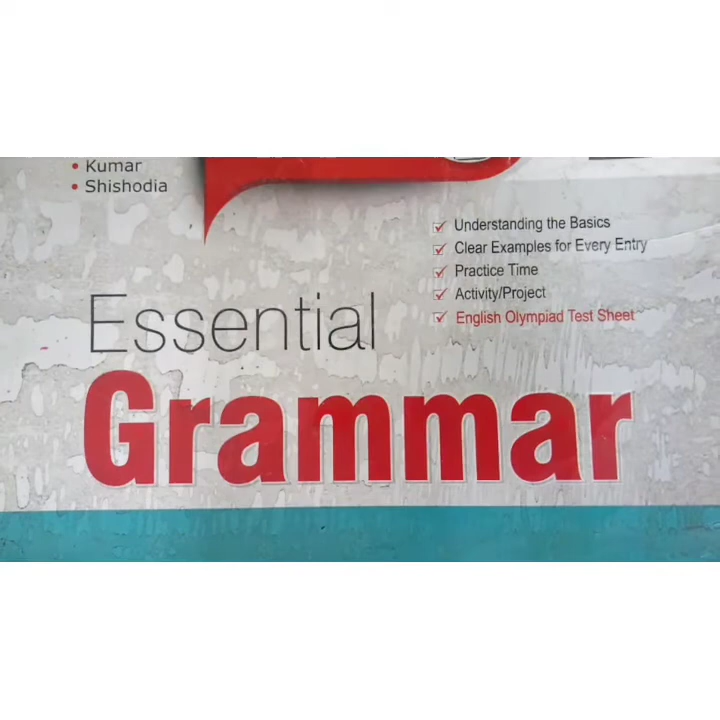 Kumar
Shishodia
Understanding the Basics
Clear Examples for Every Entry
Practice Time
Activity/Project
English Olympiad Test Sheet
Essential
Grammar